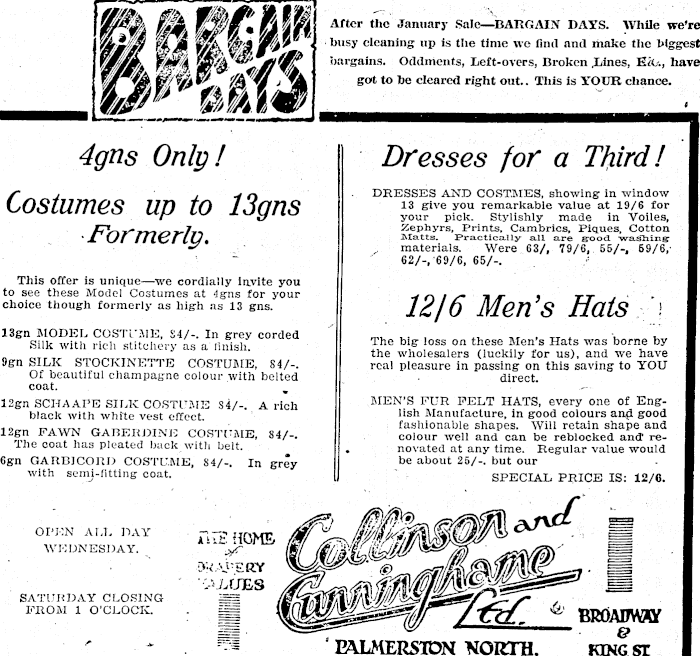 BARGAIN
DAYS
After the January Sale—BARGAIN DAYS. While we're
busy cleaning up is the time we find and make the biggest
bargains. Oddments, Left-overs, Broken Lines, Etc., have
got to be cleared right out.. This is YOUR chance.
4gns Only!
Costumes up to 13gns
Formerly.
This offer is unique—we cordially invite you
to see these Model Costumes at 4gns for your
choice though formerly as high as 13 gns.
13gn MODEL COSTUME, 84/-. In grey corded
Silk with rich stitchery as a finish.
9gn SILK STOCKINETTE COSTUME, 84/-.
Of beautiful champagne colour with belted
coat.
12gn SCHAAPE SILK COSTUME 84/-. A rich
black with white vest effect.
12gn FAWN GABERDINE COSTUME, 84/-.
The coat has pleated back with belt.
6gn GARBICORD COSTUME, 84/-. In grey
with semi-fitting coat.
Dresses for a Third!
DRESSES AND COSTMES, showing in window
13 give you remarkable value at 19/6 for
your pick. Stylishly made in Voiles,
Zephyrs, Prints, Cambrics, Piques, Cotton
Matts. Practically all are good washing
materials. Were 63/, 79/6, 55/-, 59/6,
62/-, 69/6, 65/-.
12/6 Men's Hats
The big loss on these Men's Hats was borne by
the wholesalers (luckily for us), and we have
real pleasure in passing on this saving to YOU
direct.
MEN'S FUR FELT HATS, every one of Eng-
lish Manufacture, in good colours and good
fashionable shapes. Will retain shape and
colour well and can be reblocked and re-
novated at any time. Regular value would
be about 25/-. but our
SPECIAL PRICE IS: 12/6.
OPEN ALL DAY
WEDNESDAY.
SATURDAY CLOSING
FROM 1 O'CLOCK.
THE HOME
of
DRAPERY
VALUES
Collinson and
Cunninghame
Ltd.
PALMERSTON NORTH.
BROADWAY
&
KING ST